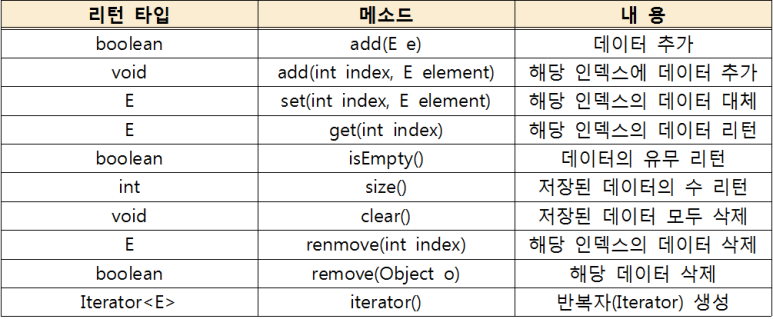 리턴 타입 메소드 내 용
boolean add(E e) 데이터 추가
void add(int index, E element) 해당 인덱스에 데이터 추가
E set(int index, E element) 해당 인덱스의 데이터 대체
E get(int index) 해당 인덱스의 데이터 리턴
boolean isEmpty() 데이터의 유무 리턴
int size() 저장된 데이터의 수 리턴
void clear() 저장된 데이터 모두 삭제
E renmove(int index) 해당 인덱스의 데이터 삭제
boolean remove(Object o) 해당 데이터 삭제
Iterator<E> iterator() 반복자(Iterator) 생성